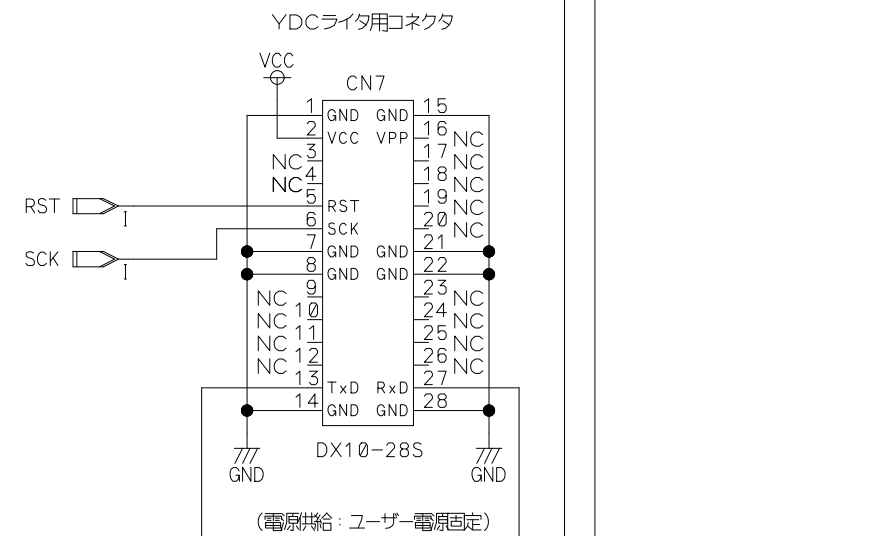 YDCライタ用コネクタ
VCC
CN7
1 GND GND 15
2 VCC VPP 16 NC
NC 3 17 NC
NC 4 18 NC
RST I 5 RST 19 NC
6 SCK 20 NC
SCK I 7 GND GND 21
8 GND GND 22
NC 9 23 NC
NC 10 24 NC
NC 11 25 NC
NC 12 26 NC
13 TxD RxD 27
14 GND GND 28
DX10-28S
GND GND
(電源供給：ユーザー電源固定)